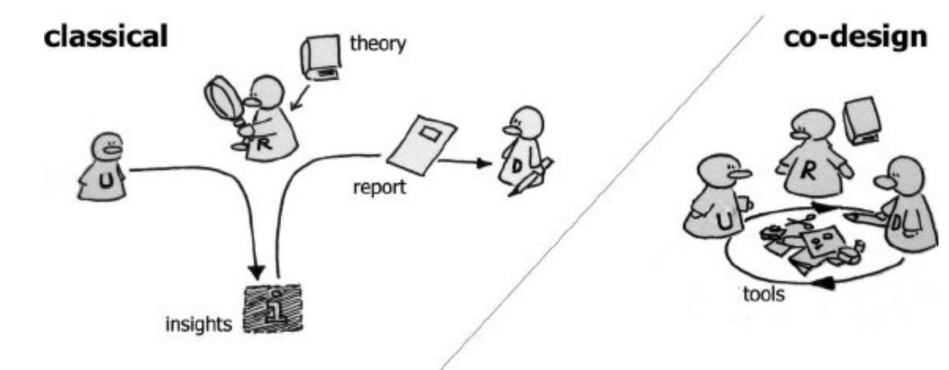 classical
theory
R
U
D
report
i
insights
co-design
R
U
D
tools